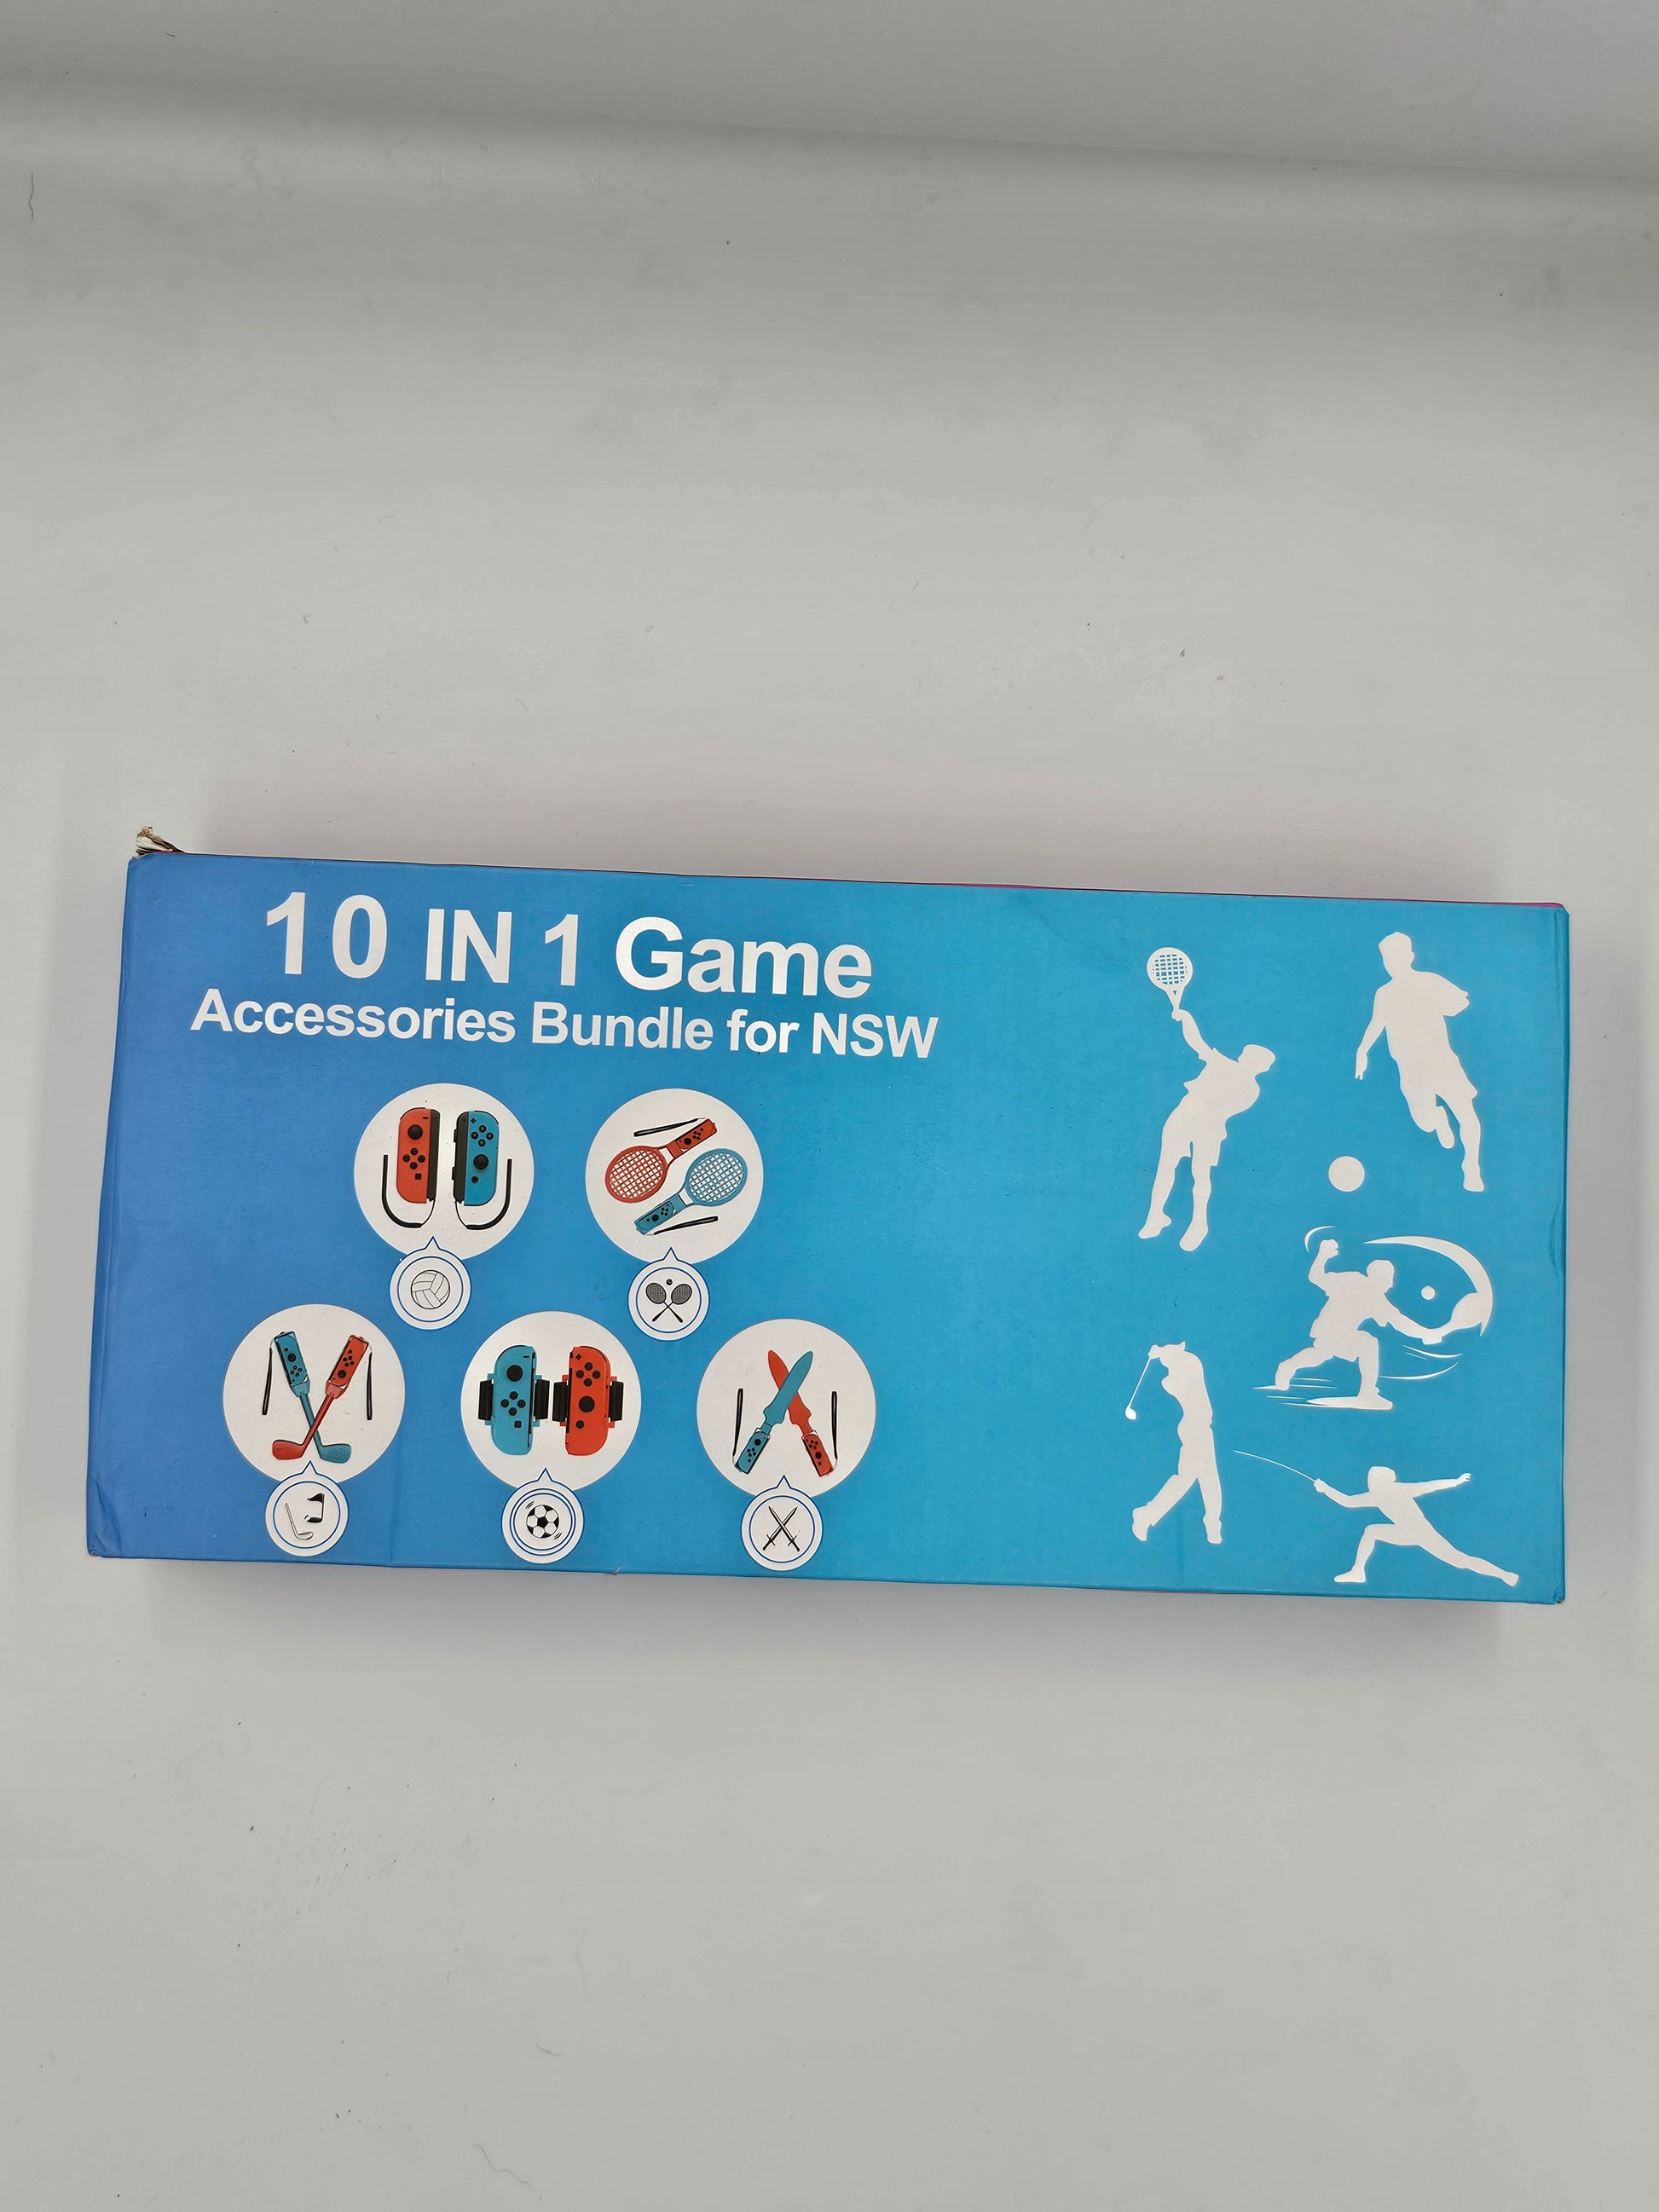 10 IN 1 Game
Accessories Bundle for NSW